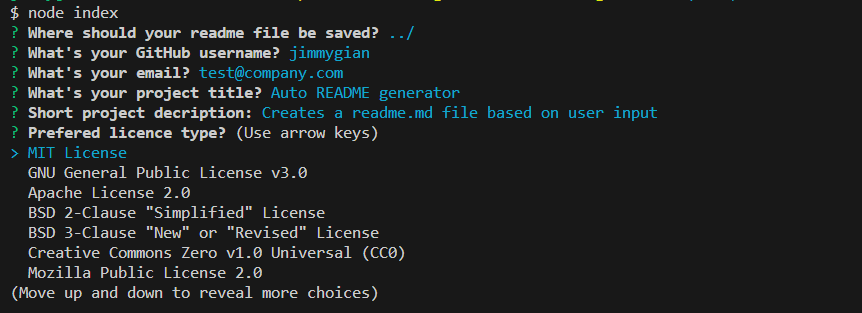 $ node index
? Where should your readme file be saved? ../
? What's your GitHub username? jimmygian
? What's your email? test@company.com
? What's your project title? Auto README generator
? Short project decription: Creates a readme.md file based on user input
? Prefered licence type? (Use arrow keys)
> MIT License
GNU General Public License v3.0
Apache License 2.0
BSD 2-Clause "Simplified" License
BSD 3-Clause "New" or "Revised" License
Creative Commons Zero v1.0 Universal (CC0)
Mozilla Public License 2.0
(Move up and down to reveal more choices)